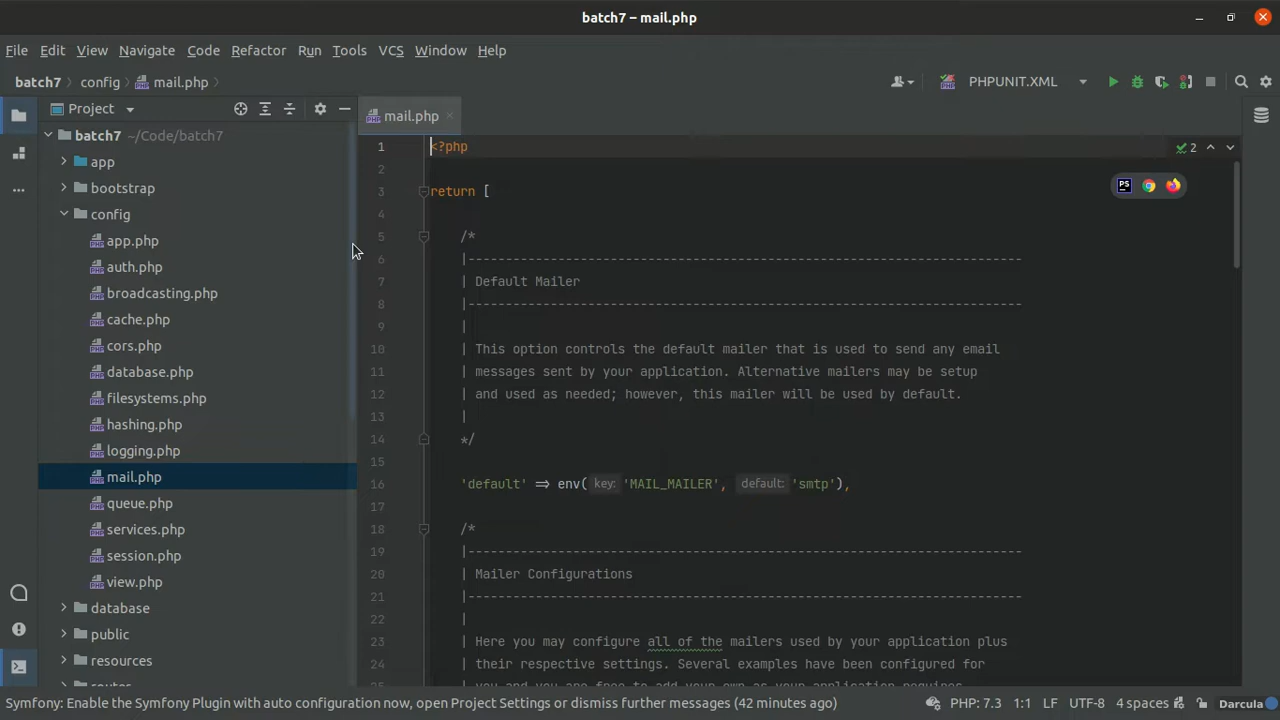 batch7 – mail.php
File Edit View Navigate Code Refactor Run Tools VCS Window Help
batch7 config mail.php PHPUNIT.XML
Project mail.php
batch7 ~/Code/batch7
app
bootstrap
config
app.php
auth.php
broadcasting.php
cache.php
cors.php
database.php
filesystems.php
hashing.php
logging.php
mail.php
queue.php
services.php
session.php
view.php
database
public
resources
1 <?php
2
3 return [
4
5 /*
6 |--------------------------------------------------------------------------
7 | Default Mailer
8 |--------------------------------------------------------------------------
9 |
10 | This option controls the default mailer that is used to send any email
11 | messages sent by your application. Alternative mailers may be setup
12 | and used as needed; however, this mailer will be used by default.
13 |
14 */
15
16 'default' => env( key: 'MAIL_MAILER', default: 'smtp'),
17
18 /*
19 |--------------------------------------------------------------------------
20 | Mailer Configurations
21 |--------------------------------------------------------------------------
22 |
23 | Here you may configure all of the mailers used by your application plus
24 | their respective settings. Several examples have been configured for
2
PS
Symfony: Enable the Symfony Plugin with auto configuration now, open Project Settings or dismiss further messages (42 minutes ago) PHP: 7.3 1:1 LF UTF-8 4 spaces Darcula